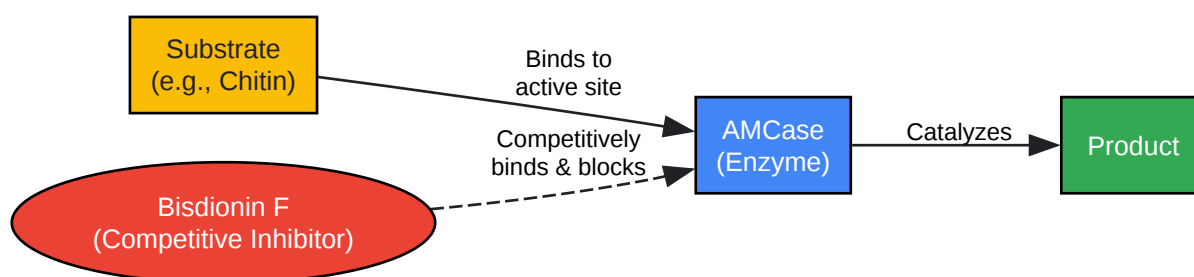 Substrate
(e.g., Chitin)
Binds to
active site
Competitively
binds & blocks
AMCase
(Enzyme)
Catalyzes
Product
Bisdionin F
(Competitive Inhibitor)